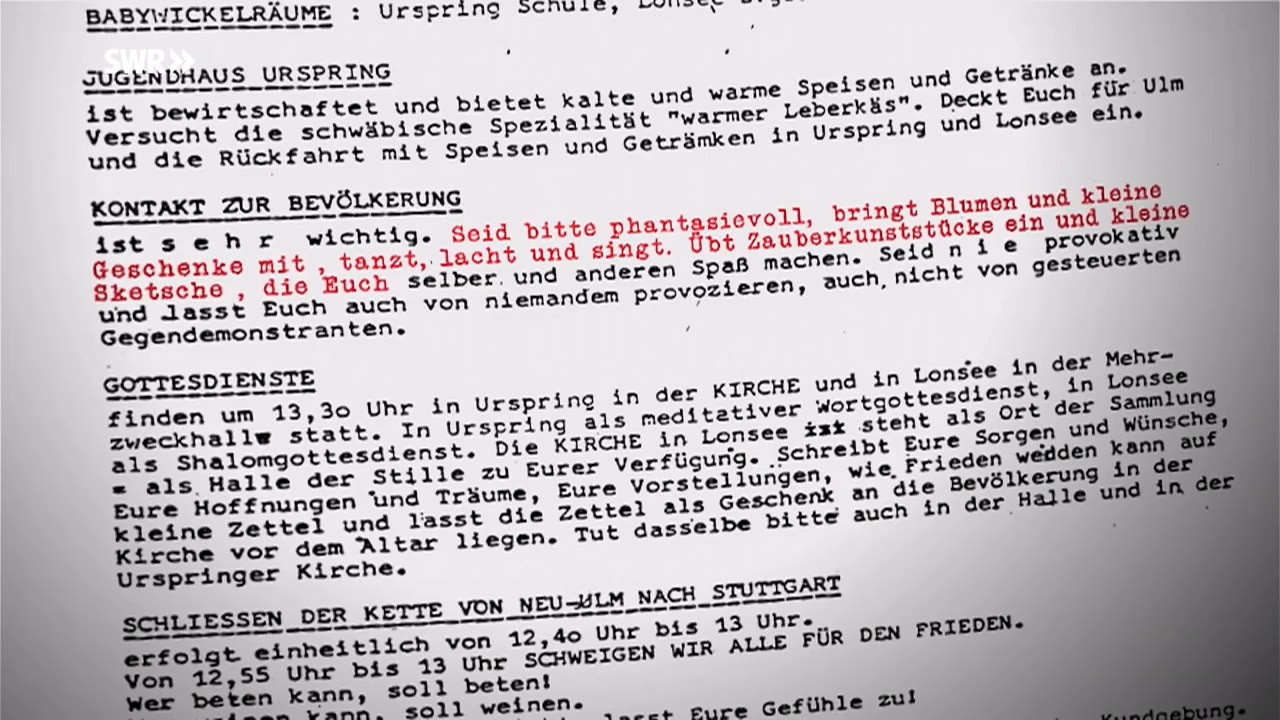 BABYWICKELRÄUME : Urspring Schule, Lonsee
SWR»
JUGENDHAUS URSPRING
ist bewirtschaftet und bietet kalte und warme Speisen und Getränke an.
Versucht die schwäbische Spezialität "warmer Leberkäs". Deckt Euch für Ulm
und die Rückfahrt mit Speisen und Geträmken in Urspring und Lonsee ein.
KONTAKT ZUR BEVÖLKERUNG
ist s e h r wichtig. Seid bitte phantasievoll, bringt Blumen und kleine
Geschenke mit , tanzt, lacht und singt. Übt Zauberkunststücke ein und kleine
Sketsche , die Euch selber und anderen Spaß machen. Seid n i e provokativ
und lasst Euch auch von niemandem provozieren, auch nicht von gesteuerten
Gegendemonstranten.
GOTTESDIENSTE
finden um 13,3o Uhr in Urspring in der KIRCHE und in Lonsee in der Mehr-
zweckhalle statt. In Urspring als meditativer Wortgottesdienst, in Lonsee
als Shalomgottesdienst. Die KIRCHE in Lonsee ist steht als Ort der Sammlung
- als Halle der Stille zu Eurer Verfügung. Schreibt Eure Sorgen und Wünsche,
Eure Hoffnungen und Träume, Eure Vorstellungen, wie Frieden wedden kann auf
kleine Zettel und lasst die Zettel als Geschenk an die Bevölkerung in der
Kirche vor dem Altar liegen. Tut dasselbe bitte auch in der Halle und in der
Urspringer Kirche.
SCHLIESSEN DER KETTE VON NEU-ULM NACH STUTTGART
erfolgt einheitlich von 12,4o Uhr bis 13 Uhr.
Von 12,55 Uhr bis 13 Uhr SCHWEIGEN WIR ALLE FÜR DEN FRIEDEN.
Wer beten kann, soll beten!
kann, soll weinen.
lasst Eure Gefühle zu!
Kundgebung.